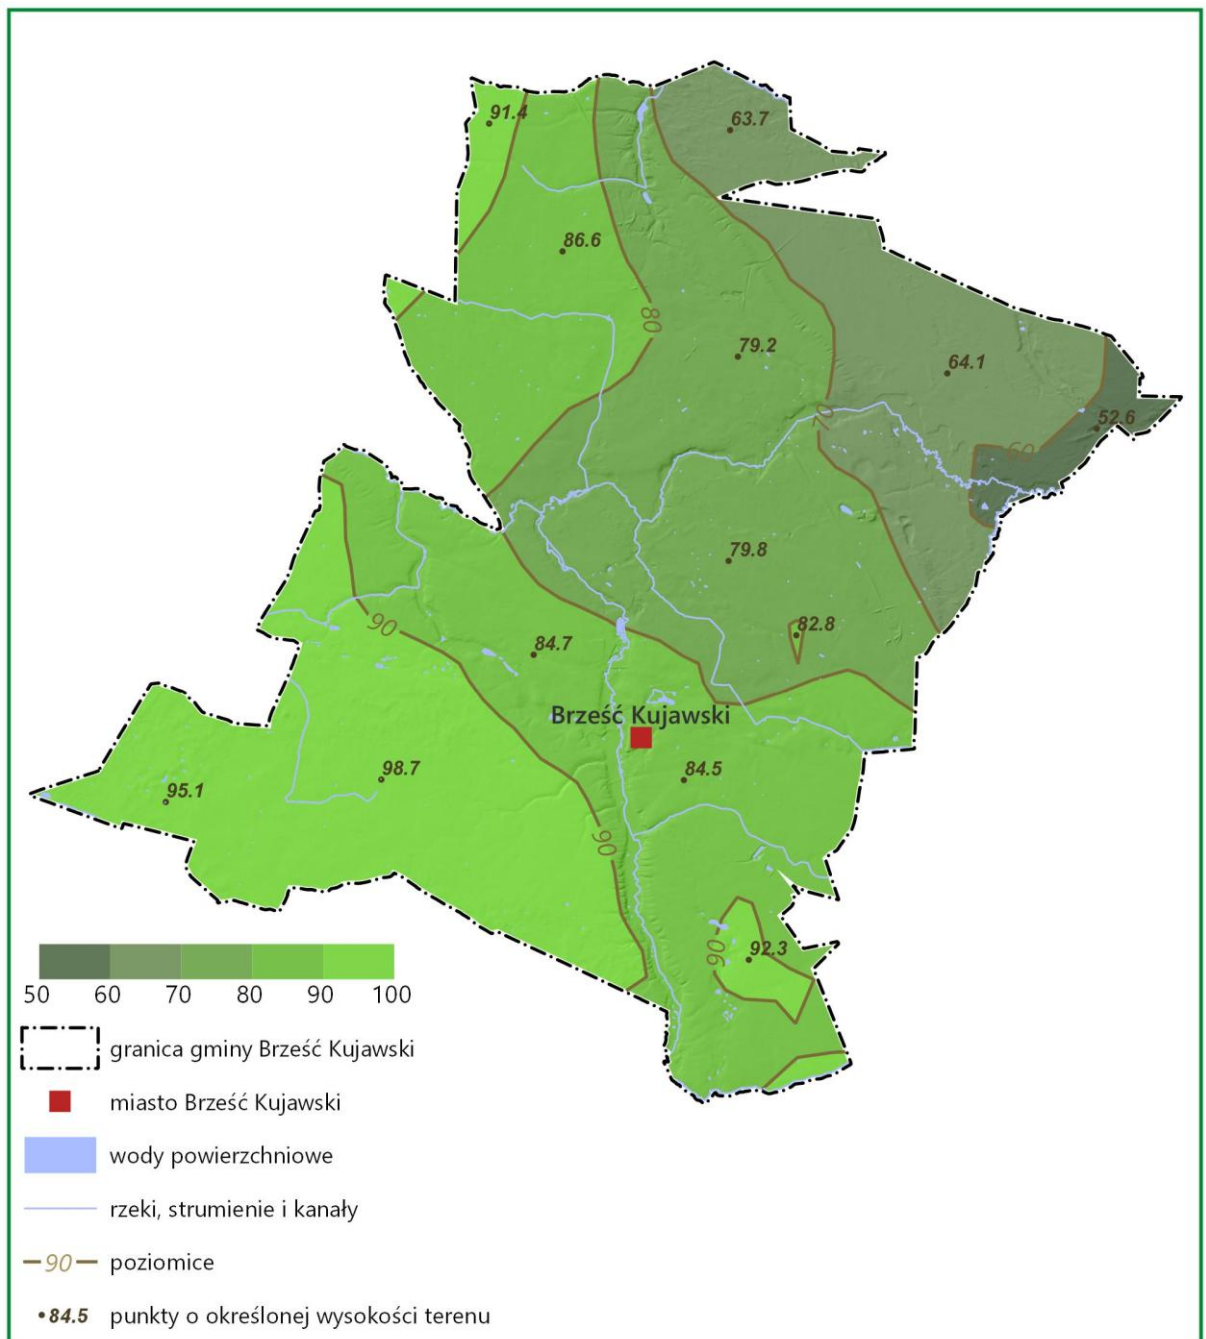 91.4
63.7
86.6
80
79.2
64.1
70
52.6
60
79.8
90
84.7
82.8
Brześć Kujawski
98.7
84.5
95.1
90
90
92.3
50 60 70 80 90 100
granica gminy Brześć Kujawski
miasto Brześć Kujawski
wody powierzchniowe
rzeki, strumienie i kanały
90 poziomice
84.5 punkty o określonej wysokości terenu